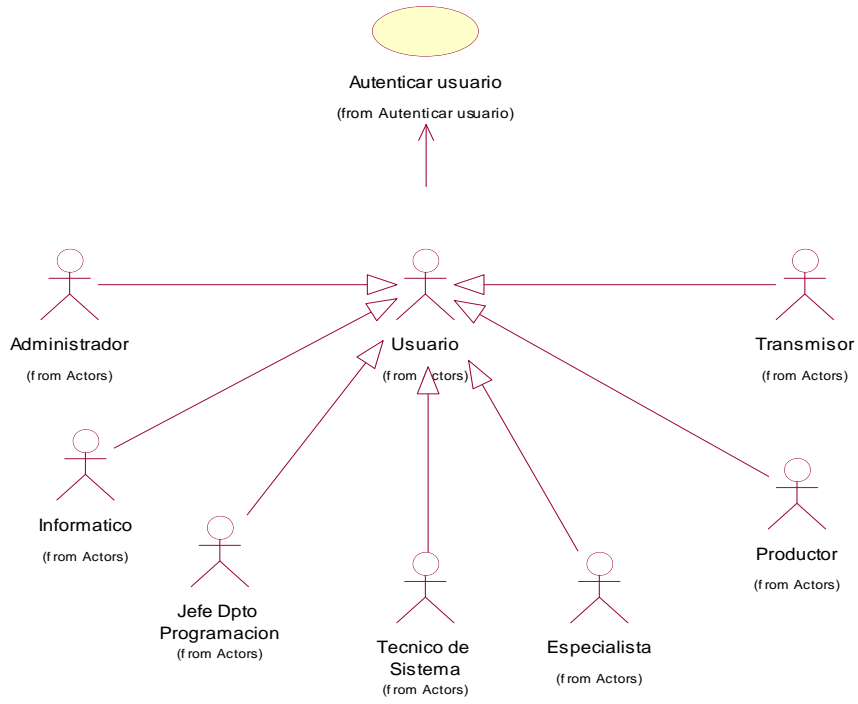 Autenticar usuario
(from Autenticar usuario)
Administrador
(from Actors)
Usuario
(from Actors)
Transmisor
(from Actors)
Informatico
(from Actors)
Jefe Dpto
Programacion
(from Actors)
Tecnico de
Sistema
(from Actors)
Especialista
(from Actors)
Productor
(from Actors)